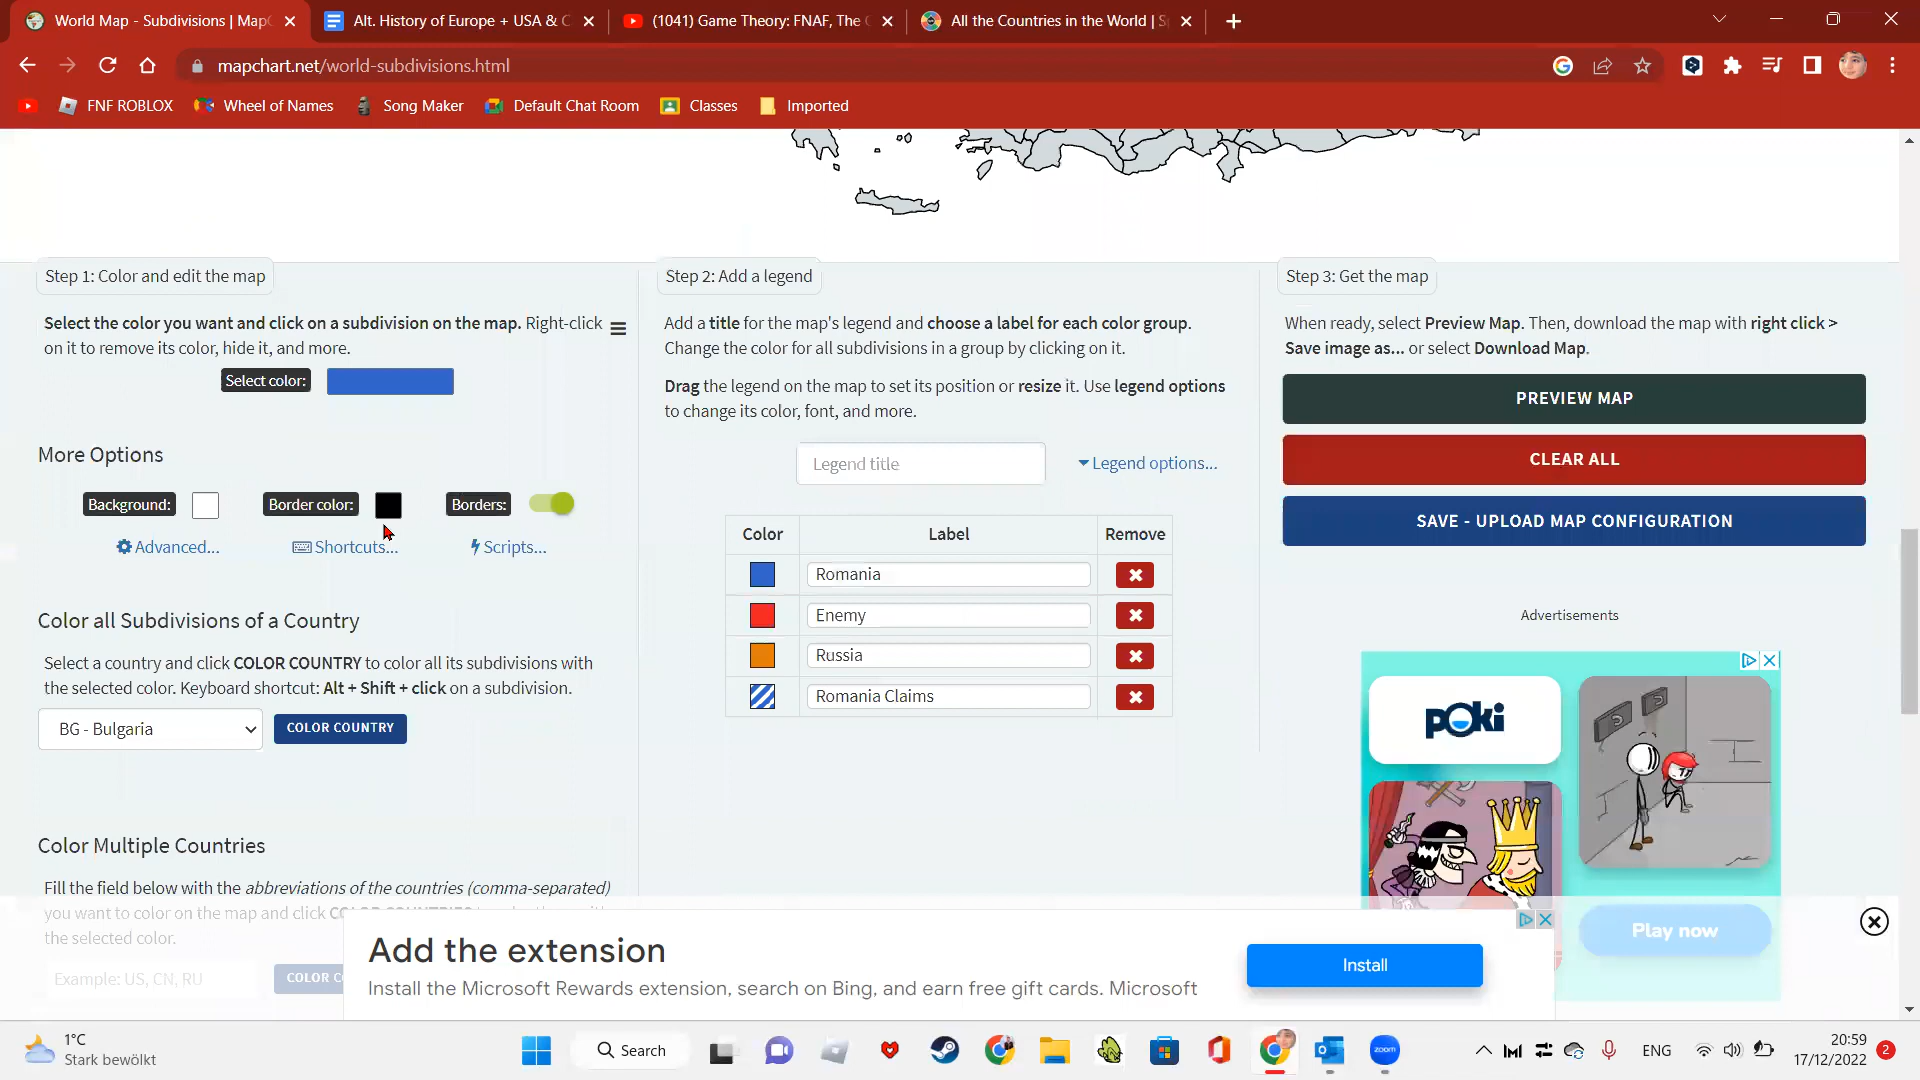 World Map - Subdivisions | Map
Alt. History of Europe + USA & C
(1041) Game Theory: FNAF, The
All the Countries in the World | S
mapchart.net/world-subdivisions.html
FNF ROBLOX
Wheel of Names
Song Maker
Default Chat Room
Classes
Imported
Step 1: Color and edit the map
Select the color you want and click on a subdivision on the map. Right-click
on it to remove its color, hide it, and more.
Select color:
More Options
Background:
Border color:
Borders:
Advanced...
Shortcuts...
Scripts...
Color all Subdivisions of a Country
Select a country and click COLOR COUNTRY to color all its subdivisions with
the selected color. Keyboard shortcut: Alt + Shift + click on a subdivision.
BG - Bulgaria
COLOR COUNTRY
Color Multiple Countries
Fill the field below with the abbreviations of the countries (comma-separated)
you want to color on the map and click COLOR COUNTRIES
the selected color.
Example: US, CN, RU
COLOR C
Step 2: Add a legend
Add a title for the map's legend and choose a label for each color group.
Change the color for all subdivisions in a group by clicking on it.
Drag the legend on the map to set its position or resize it. Use legend options
to change its color, font, and more.
Legend title
Legend options...
Color Label Remove
Romania
Enemy
Russia
Romania Claims
Step 3: Get the map
When ready, select Preview Map. Then, download the map with right click >
Save image as... or select Download Map.
PREVIEW MAP
CLEAR ALL
SAVE - UPLOAD MAP CONFIGURATION
Advertisements
poki
Play now
Add the extension
Install the Microsoft Rewards extension, search on Bing, and earn free gift cards. Microsoft
Install
1°C
Stark bewölkt
Search
zoom
ENG
20:59
17/12/2022
2